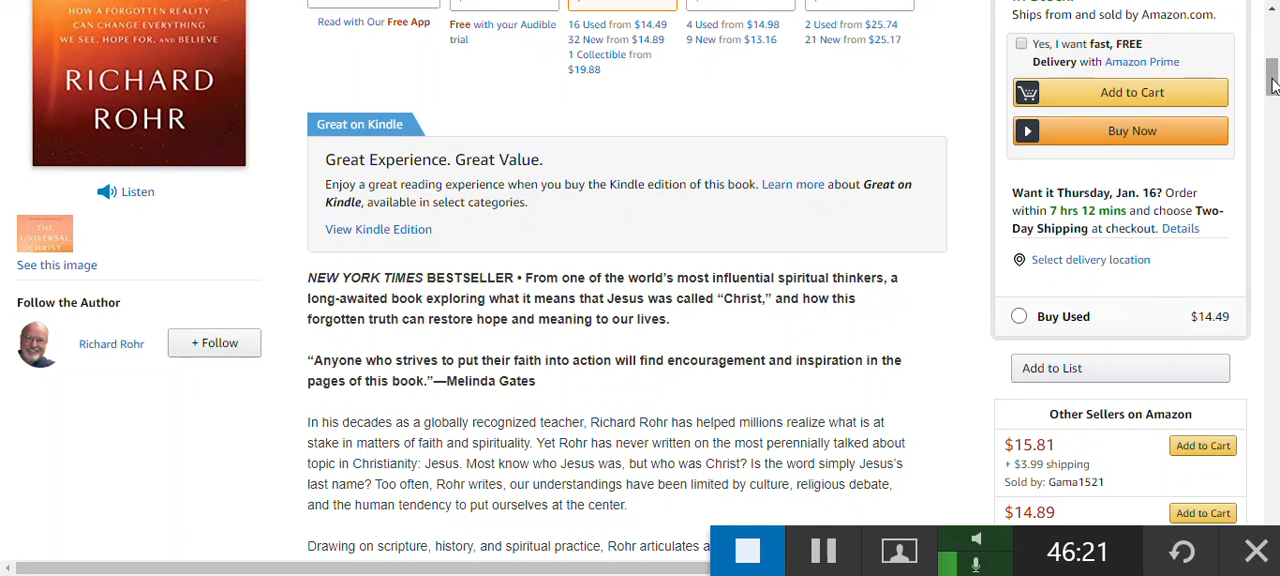 HOW A FORGOTTEN REALITY
CAN CHANGE EVERYTHING
WE SEE, HOPE FOR, AND BELIEVE
RICHARD
ROHR
Listen
THE
UNIVERSAL
CHRIST
See this image
Follow the Author
Richard Rohr
+ Follow
Read with Our Free App
Free with your Audible
trial
16 Used from $14.49
32 New from $14.89
1 Collectible from
$19.88
4 Used from $14.98
9 New from $13.16
2 Used from $25.74
21 New from $25.17
Great on Kindle
Great Experience. Great Value.
Enjoy a great reading experience when you buy the Kindle edition of this book. Learn more about Great on
Kindle, available in select categories.
View Kindle Edition
NEW YORK TIMES BESTSELLER • From one of the world's most influential spiritual thinkers, a
long-awaited book exploring what it means that Jesus was called “Christ,” and how this
forgotten truth can restore hope and meaning to our lives.
“Anyone who strives to put their faith into action will find encouragement and inspiration in the
pages of this book.”—Melinda Gates
In his decades as a globally recognized teacher, Richard Rohr has helped millions realize what is at
stake in matters of faith and spirituality. Yet Rohr has never written on the most perennially talked about
topic in Christianity: Jesus. Most know who Jesus was, but who was Christ? Is the word simply Jesus's
last name? Too often, Rohr writes, our understandings have been limited by culture, religious debate,
and the human tendency to put ourselves at the center.
Drawing on scripture, history, and spiritual practice, Rohr articulates a
Ships from and sold by Amazon.com.
Yes, I want fast, FREE
Delivery with Amazon Prime
Add to Cart
Buy Now
Want it Thursday, Jan. 16? Order
within 7 hrs 12 mins and choose Two-
Day Shipping at checkout. Details
Select delivery location
Buy Used $14.49
Add to List
Other Sellers on Amazon
$15.81 Add to Cart
+ $3.99 shipping
Sold by: Gama1521
$14.89 Add to Cart
46:21